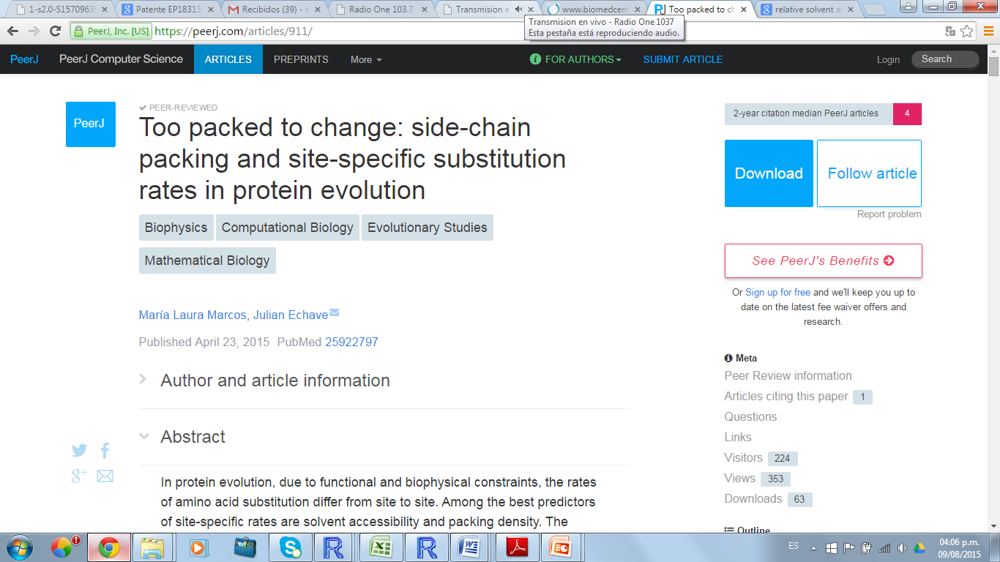 1-s2.0-S1570963
Patente EP18313
Recibidos (39) - m
Radio One 103.7
Transmision e
www.biomedcent
Too packed to ch
relative solvent a
Transmision en vivo - Radio One 1037
Esta pestaña está reproduciendo audio.
PeerJ, Inc. [US]
https://peerj.com/articles/911/
PeerJ
PeerJ Computer Science
ARTICLES
PREPRINTS
More
FOR AUTHORS
SUBMIT ARTICLE
Login
Search
PeerJ
PEER-REVIEWED
Too packed to change: side-chain
packing and site-specific substitution
rates in protein evolution
Biophysics
Computational Biology
Evolutionary Studies
Mathematical Biology
María Laura Marcos, Julian Echave
Published April 23, 2015 PubMed 25922797
Author and article information
Abstract
In protein evolution, due to functional and biophysical constraints, the rates
of amino acid substitution differ from site to site. Among the best predictors
of site-specific rates are solvent accessibility and packing density. The
2-year citation median PeerJ articles 4
Download
Follow article
Report problem
See PeerJ's Benefits
Or Sign up for free and we'll keep you up to
date on the latest fee waiver offers and
research.
Meta
Peer Review information
Articles citing this paper 1
Questions
Links
Visitors 224
Views 353
Downloads 63
Outline
ES
04:06 p.m.
09/08/2015